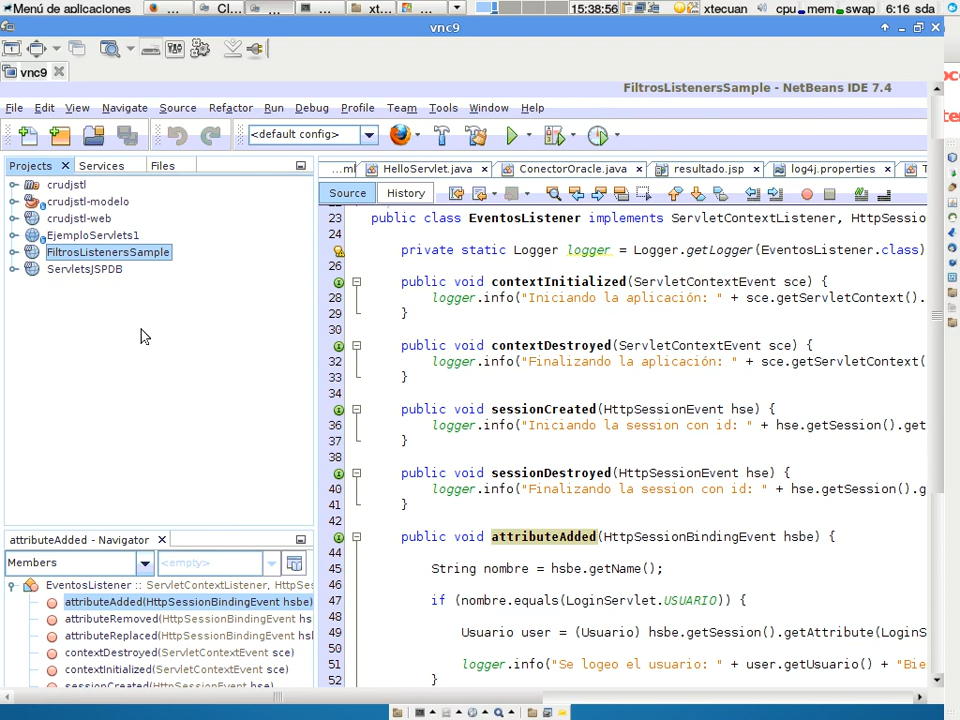 Menú de aplicaciones
...
Cl...
...
...
xt...
...
15:38:56
xtecuan
cpu
mem
swap
6:16 sda
vnc9
vnc9
FiltrosListenersSample - NetBeans IDE 7.4
File Edit View Navigate Source Refactor Run Debug Profile Team Tools Window Help
<default config>
Projects Services Files
...ml HelloServlet.java ConectorOracle.java resultado.jsp log4j.properties
Source History
crudjstl
crudjstl-modelo
crudjstl-web
EjemploServlets1
FiltrosListenersSample
ServletsJSPDB
23 public class EventosListener implements ServletContextListener, HttpSession
24
private static Logger logger = Logger.getLogger(EventosListener.class)
26
public void contextInitialized(ServletContextEvent sce) {
28 logger.info("Iniciando la aplicación: " + sce.getServletContext().
29 }
30
public void contextDestroyed(ServletContextEvent sce) {
32 logger.info("Finalizando la aplicación: " + sce.getServletContext(
33 }
34
public void sessionCreated(HttpSessionEvent hse) {
36 logger.info("Iniciando la session con id: " + hse.getSession().get
37 }
38
public void sessionDestroyed(HttpSessionEvent hse) {
40 logger.info("Finalizando la session con id: " + hse.getSession().g
41 }
42
public void attributeAdded(HttpSessionBindingEvent hsbe) {
44
45 String nombre = hsbe.getName();
46
47 if (nombre.equals(LoginServlet.USUARIO)) {
48
49 Usuario user = (Usuario) hsbe.getSession().getAttribute(LoginS
50
51 logger.info("Se logeo el usuario: " + user.getUsuario() + "Bie
52 }
attributeAdded - Navigator
Members
<empty>
EventosListener :: ServletContextListener, HttpSes
attributeAdded(HttpSessionBindingEvent hsbe)
attributeRemoved(HttpSessionBindingEvent hs
attributeReplaced(HttpSessionBindingEvent hsl
contextDestroyed(ServletContextEvent sce)
contextInitialized(ServletContextEvent sce)
sessionCreated(HttpSessionEvent hse)